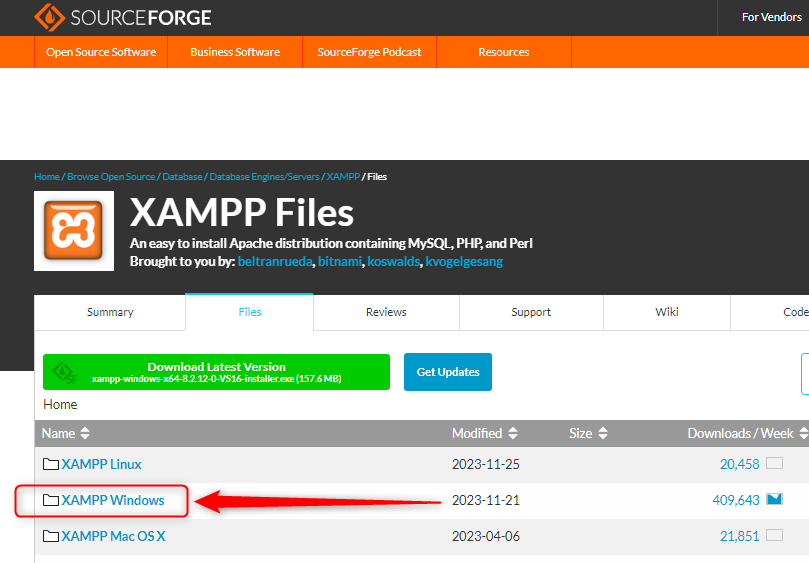 SOURCEFORGE
For Vendors
Open Source Software Business Software SourceForge Podcast Resources
Home / Browse Open Source / Database / Database Engines/Servers / XAMPP / Files
XAMPP Files
An easy to install Apache distribution containing MySQL, PHP, and Perl
Brought to you by: beltranrueda, bitnami, koswalds, kvogelgesang
Summary Files Reviews Support Wiki Code
Download Latest Version
xampp-windows-x64-8.2.12-0-VS16-installer.exe (157.6 MB)
Get Updates
Home
Name Modified Size Downloads / Week
XAMPP Linux 2023-11-25 20,458
XAMPP Windows 2023-11-21 409,643
XAMPP Mac OS X 2023-04-06 21,851